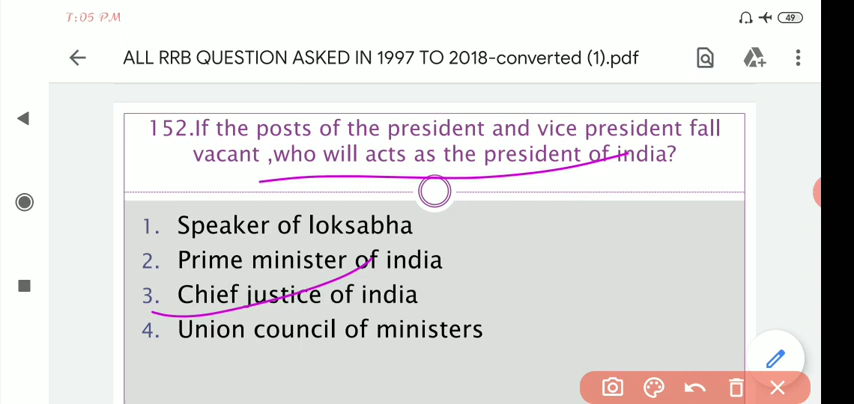 7:05 PM
49
ALL RRB QUESTION ASKED IN 1997 TO 2018-converted (1).pdf
152.If the posts of the president and vice president fall
vacant ,who will acts as the president of india?
1. Speaker of loksabha
2. Prime minister of india
3. Chief justice of india
4. Union council of ministers